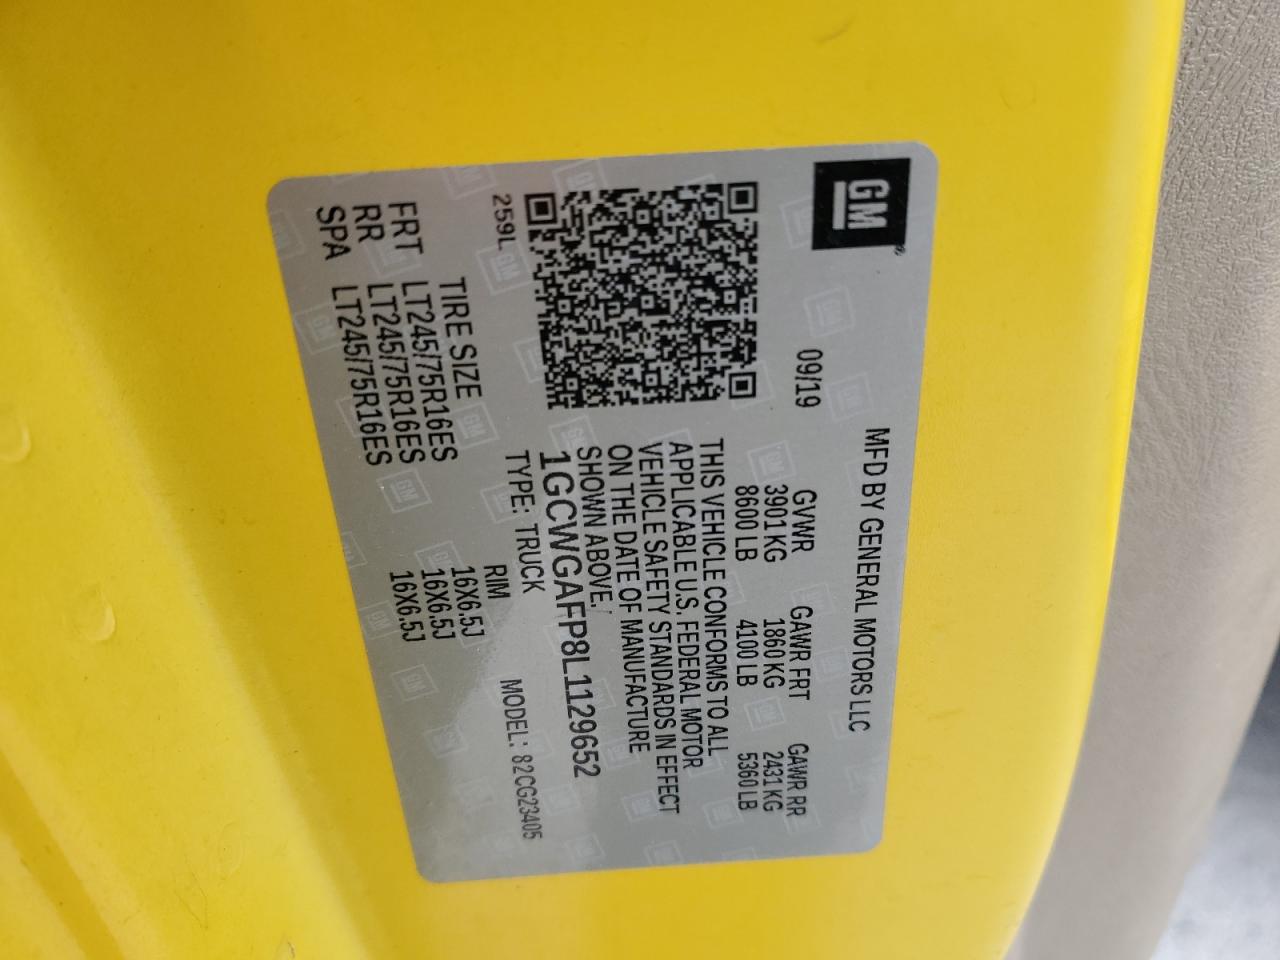 GM
MFD BY GENERAL MOTORS LLC
09/19
GVWR GAWR FRT GAWR RR
3901 KG 1860 KG 2431 KG
8600 LB 4100 LB 5360 LB
THIS VEHICLE CONFORMS TO ALL
APPLICABLE U.S. FEDERAL MOTOR
VEHICLE SAFETY STANDARDS IN EFFECT
ON THE DATE OF MANUFACTURE
SHOWN ABOVE.
1GCWGAFP8L1129652
259L
TYPE: TRUCK MODEL: 82CG23405
TIRE SIZE RIM
FRT LT245/75R16ES 16X6.5J
RR LT245/75R16ES 16X6.5J
SPA LT245/75R16ES 16X6.5J